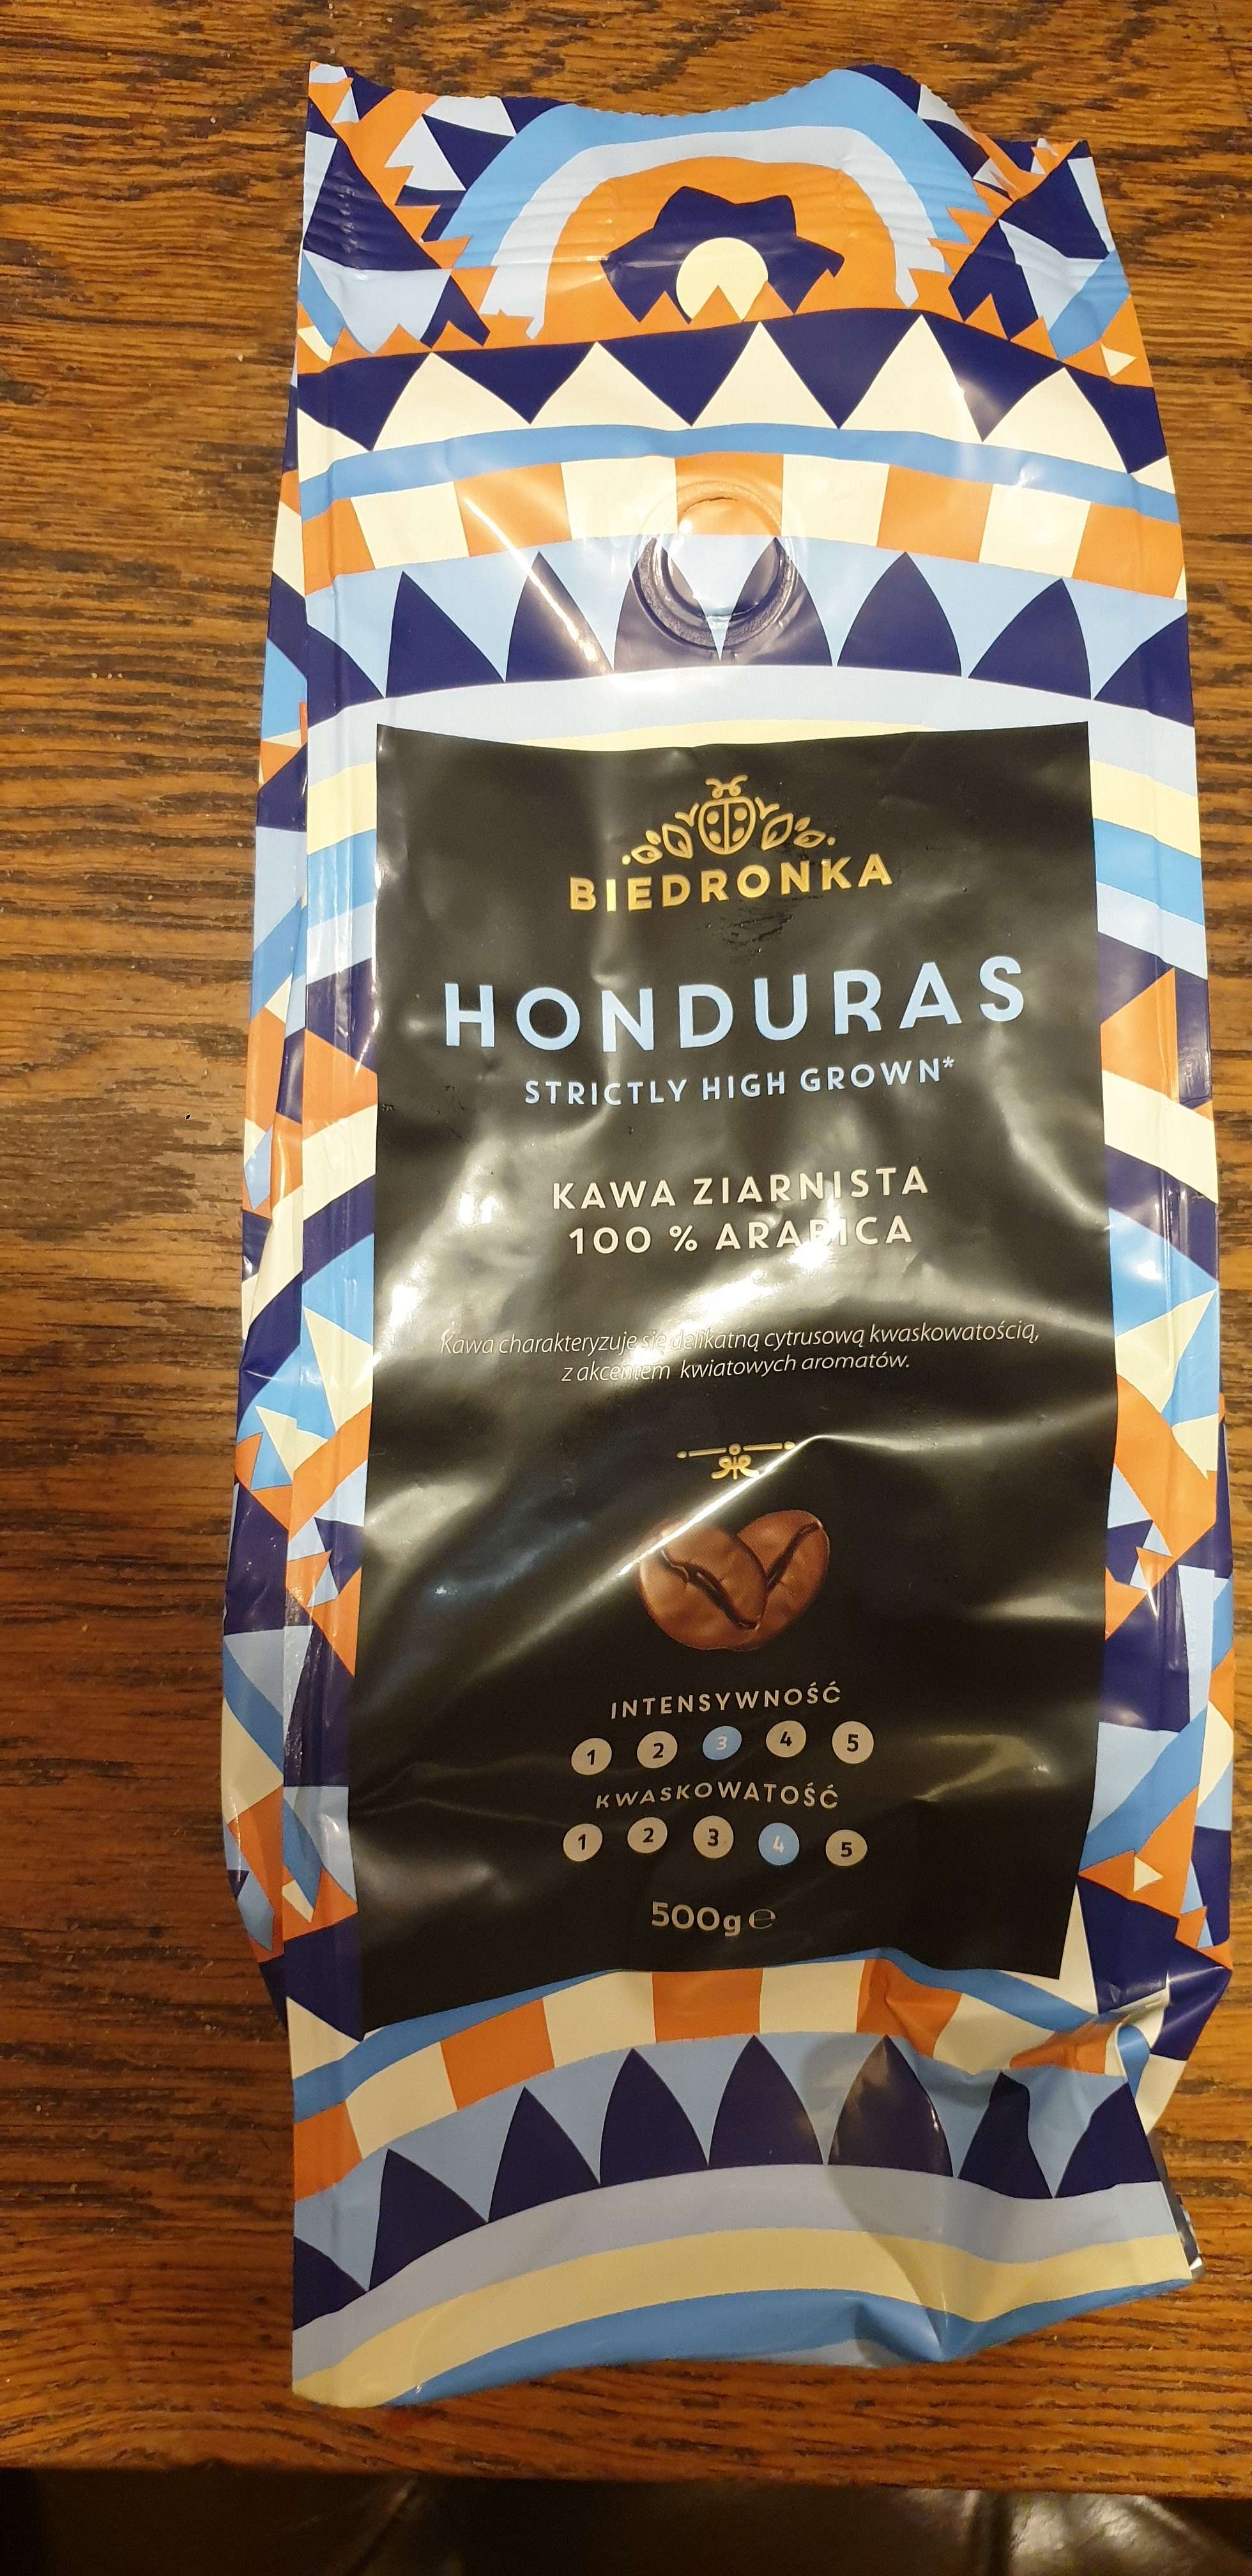 BIEDRONKA
HONDURAS
STRICTLY HIGH GROWN*
KAWA ZIARNISTA
100 % ARABICA
Kawa charakteryzuje się delikatną cytrusową kwaskowatością,
z akcentem kwiatowych aromatów.
INTENSYWNOŚĆ
1 2 3 4 5
KWASKOWATOŚĆ
1 2 3 4 5
500g ℮